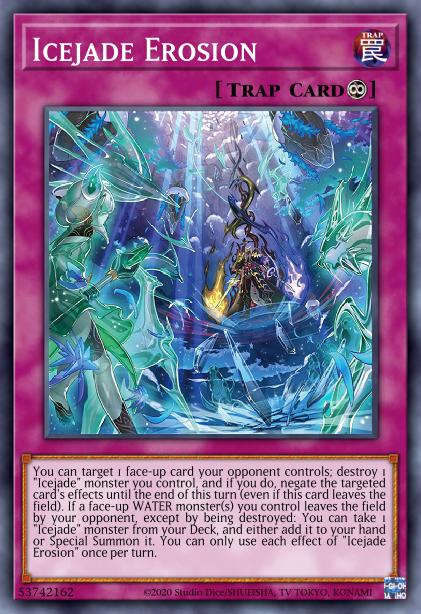 Icejade Erosion
TRAP
罠
[Trap Card]
You can target 1 face-up card your opponent controls; destroy 1
"Icejade" monster you control, and if you do, negate the targeted
card's effects until the end of this turn (even if this card leaves the
field). If a face-up WATER monster(s) you control leaves the field
by your opponent, except by being destroyed: You can take 1
"Icejade" monster from your Deck, and either add it to your hand
or Special Summon it. You can only use each effect of "Icejade
Erosion" once per turn.
53742162
©2020 Studio Dice/SHUEISHA, TV TOKYO, KONAMI